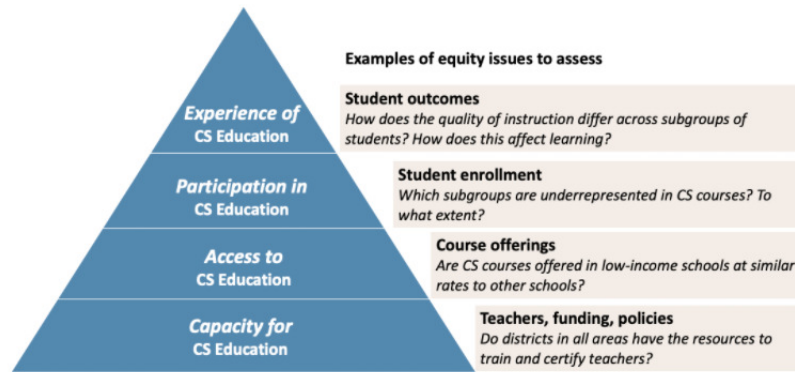 Examples of equity issues to assess
Experience of
CS Education
Student outcomes
How does the quality of instruction differ across subgroups of
students? How does this affect learning?
Participation in
CS Education
Student enrollment
Which subgroups are underrepresented in CS courses? To
what extent?
Access to
CS Education
Course offerings
Are CS courses offered in low-income schools at similar
rates to other schools?
Capacity for
CS Education
Teachers, funding, policies
Do districts in all areas have the resources to
train and certify teachers?